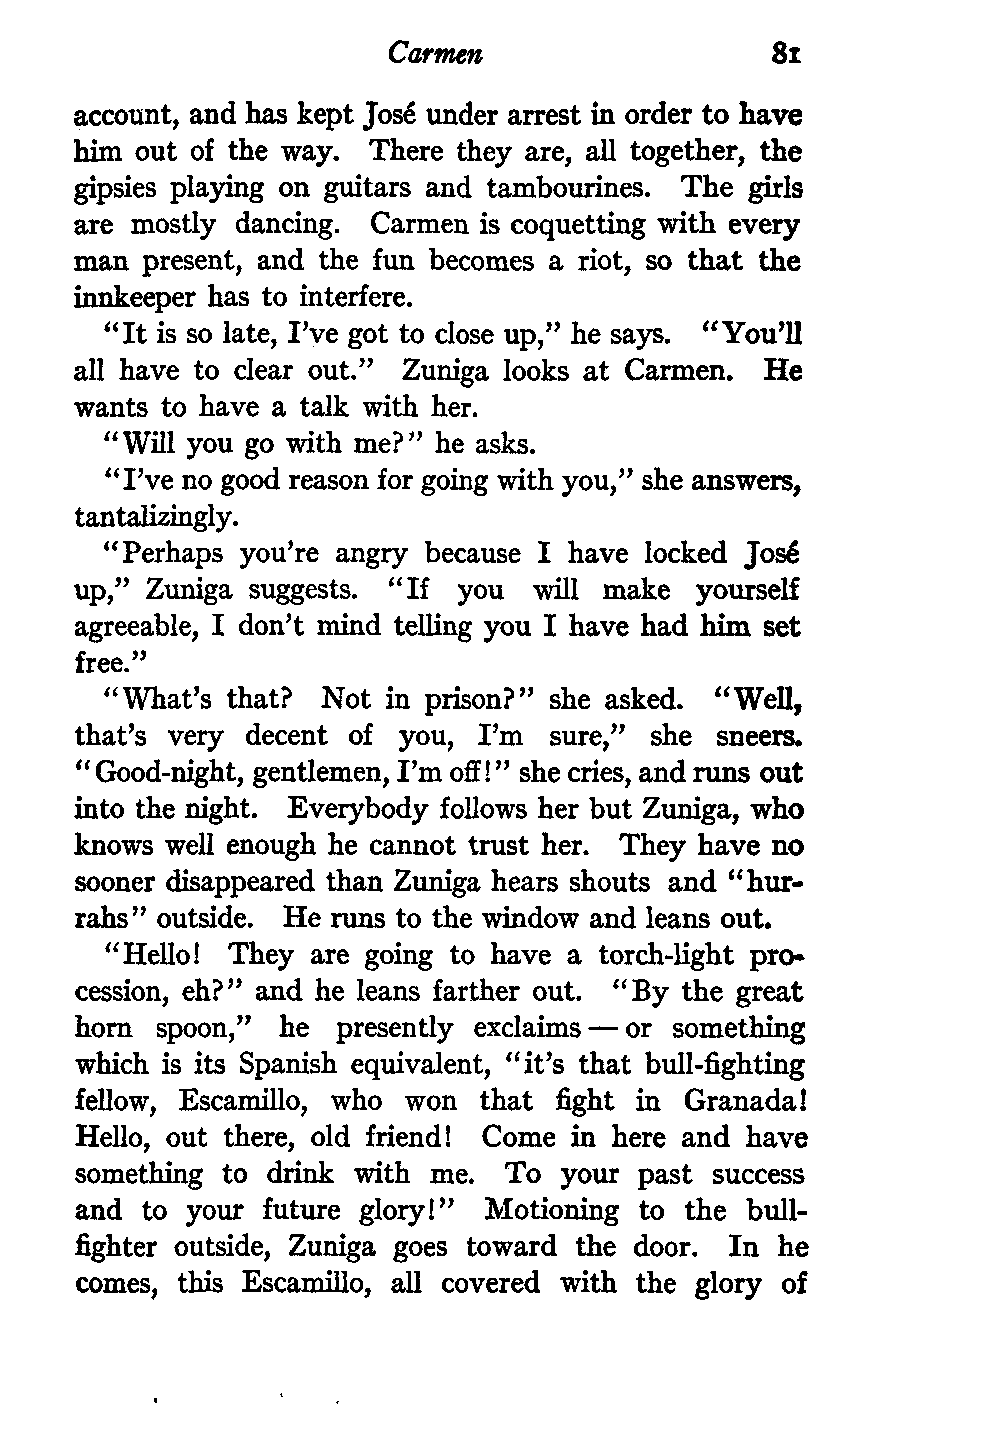 Carmen 81
account, and has kept José under arrest in order to have
him out of the way. There they are, all together, the
gipsies playing on guitars and tambourines. The girls
are mostly dancing. Carmen is coquetting with every
man present, and the fun becomes a riot, so that the
innkeeper has to interfere.
"It is so late, I've got to close up," he says. "You'll
all have to clear out." Zuniga looks at Carmen. He
wants to have a talk with her.
"Will you go with me?" he asks.
"I've no good reason for going with you," she answers,
tantalizingly.
"Perhaps you're angry because I have locked José
up," Zuniga suggests. "If you will make yourself
agreeable, I don't mind telling you I have had him set
free."
"What's that? Not in prison?" she asked. "Well,
that's very decent of you, I'm sure," she sneers.
"Good-night, gentlemen, I'm off!" she cries, and runs out
into the night. Everybody follows her but Zuniga, who
knows well enough he cannot trust her. They have no
sooner disappeared than Zuniga hears shouts and "hur-
rahs" outside. He runs to the window and leans out.
"Hello! They are going to have a torch-light pro-
cession, eh?" and he leans farther out. "By the great
horn spoon," he presently exclaims — or something
which is its Spanish equivalent, "it's that bull-fighting
fellow, Escamillo, who won that fight in Granada!
Hello, out there, old friend! Come in here and have
something to drink with me. To your past success
and to your future glory!" Motioning to the bull-
fighter outside, Zuniga goes toward the door. In he
comes, this Escamillo, all covered with the glory of